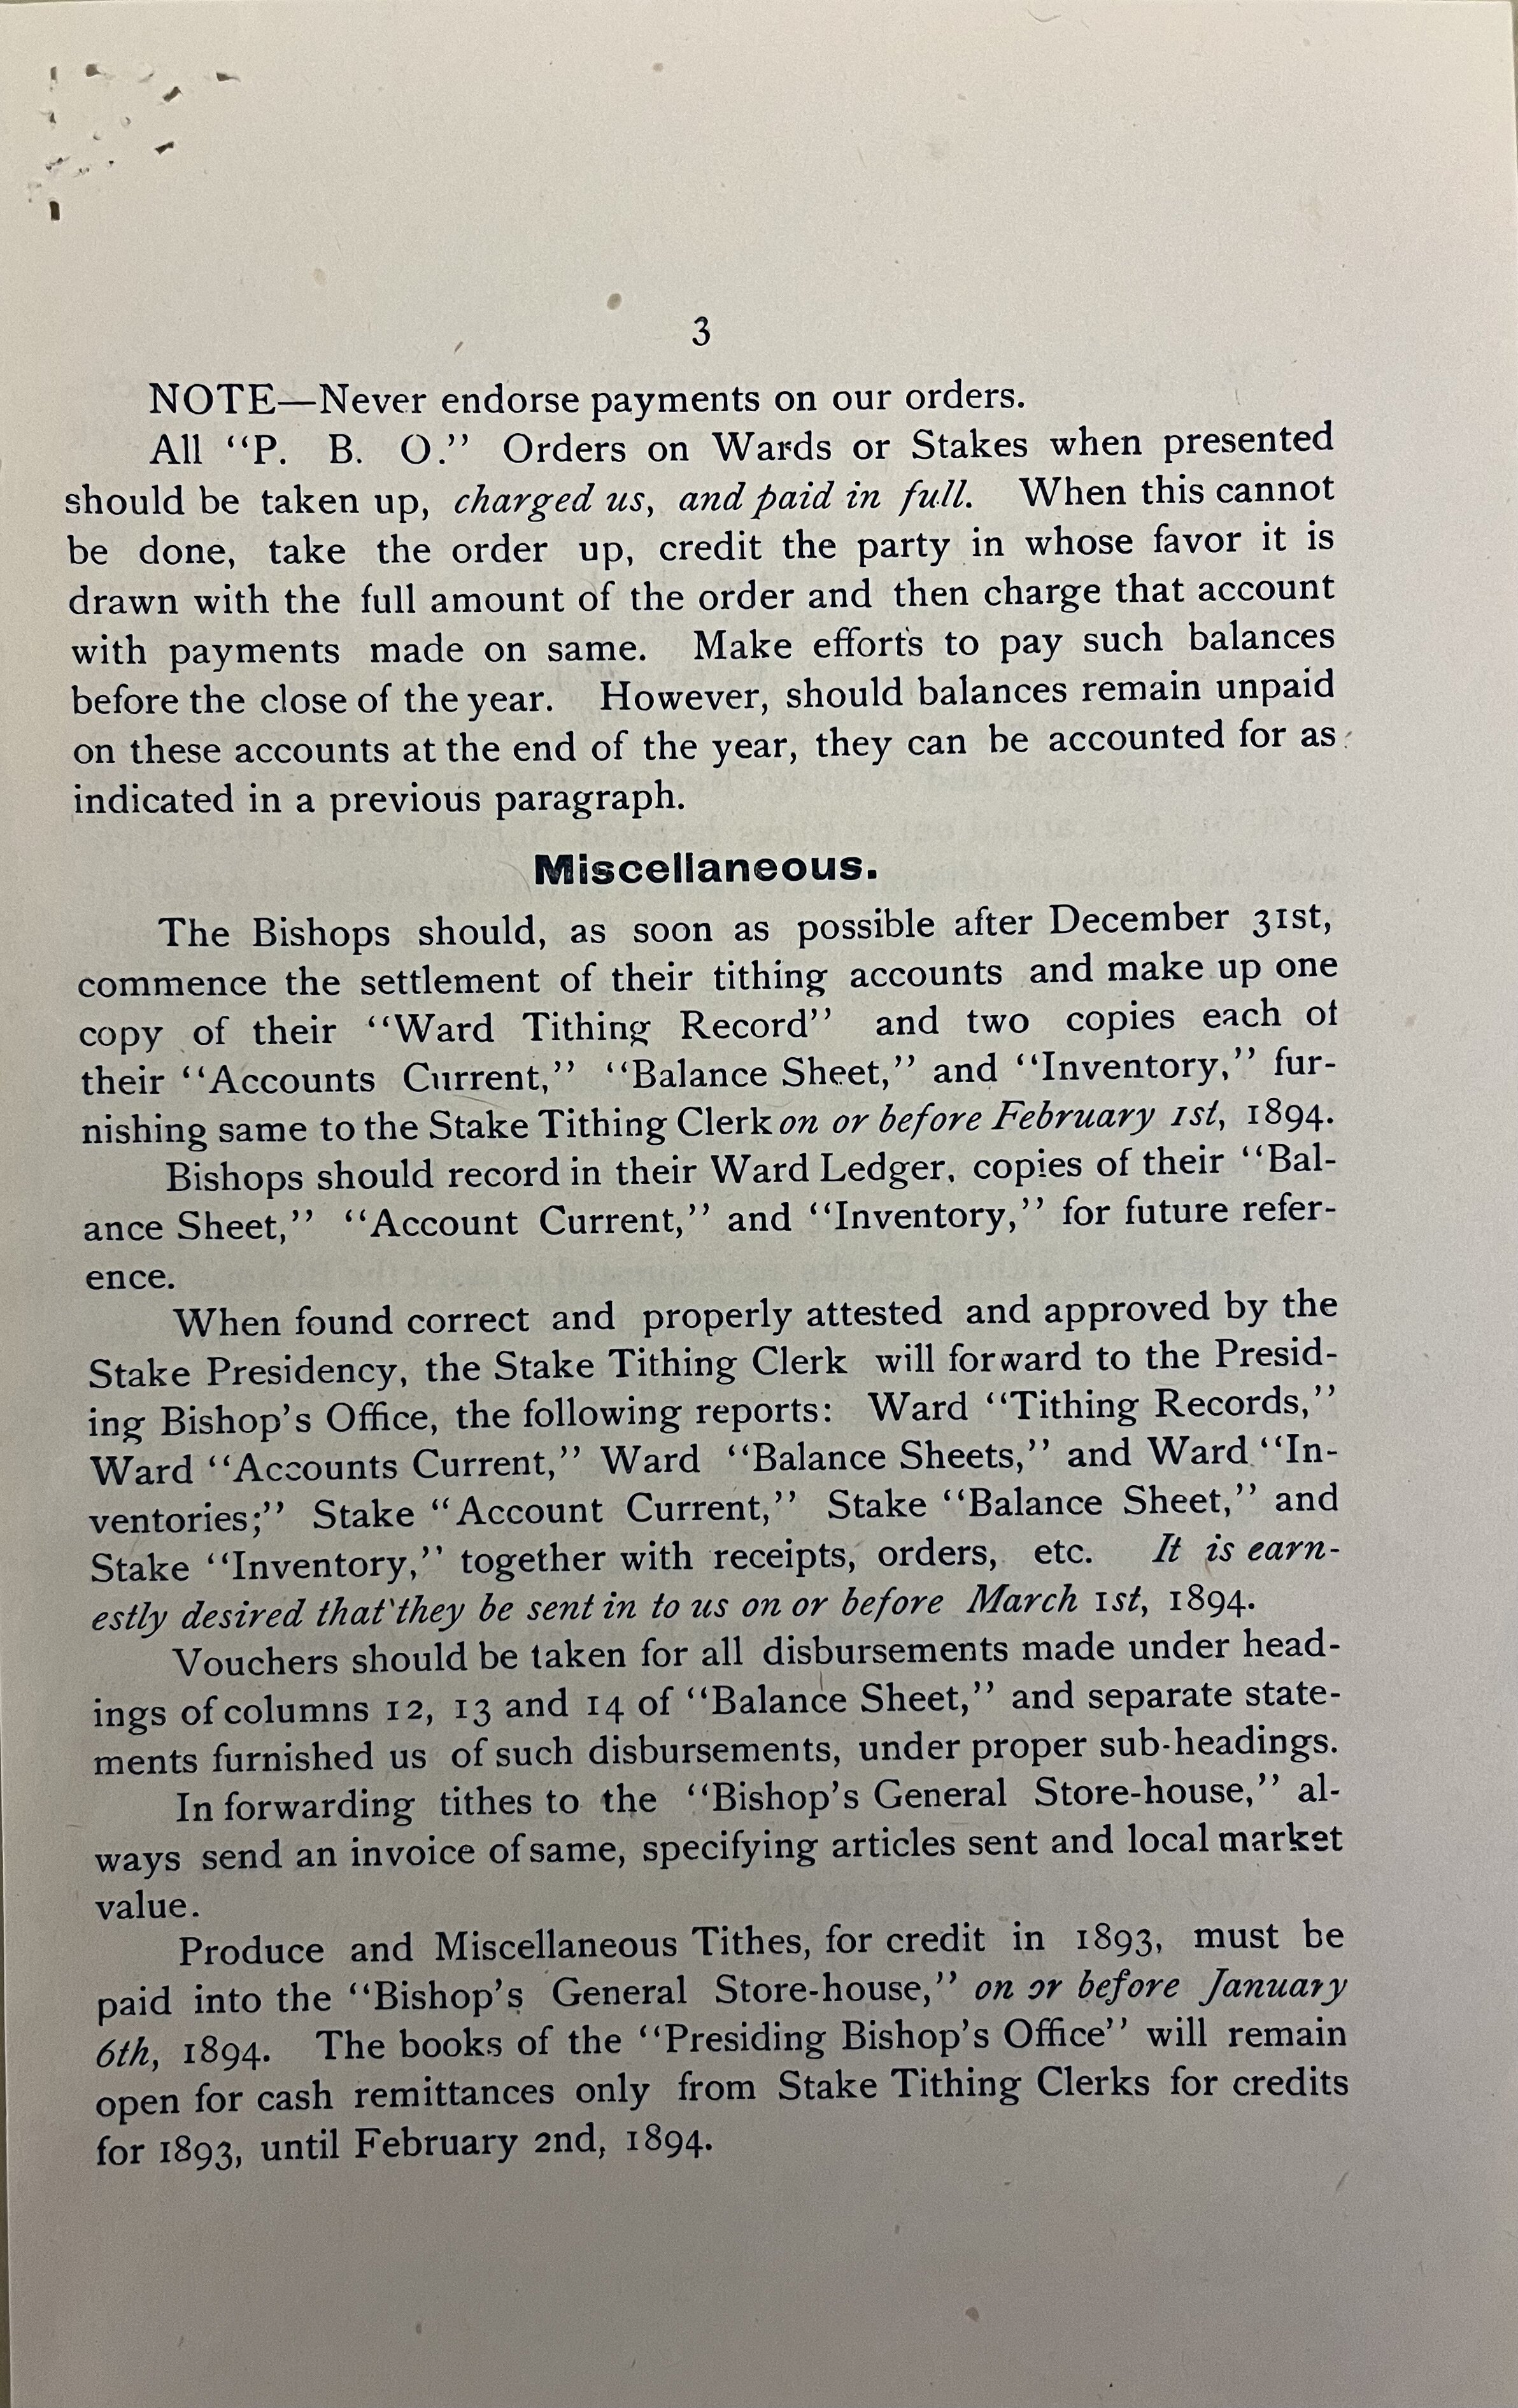 3
NOTE—Never endorse payments on our orders.
All “P. B. O.” Orders on Wards or Stakes when presented
should be taken up, charged us, and paid in full. When this cannot
be done, take the order up, credit the party in whose favor it is
drawn with the full amount of the order and then charge that account
with payments made on same. Make efforts to pay such balances
before the close of the year. However, should balances remain unpaid
on these accounts at the end of the year, they can be accounted for as
indicated in a previous paragraph.
Miscellaneous.
The Bishops should, as soon as possible after December 31st,
commence the settlement of their tithing accounts and make up one
copy of their “Ward Tithing Record” and two copies each of
their “Accounts Current,” “Balance Sheet,” and “Inventory,” fur-
nishing same to the Stake Tithing Clerk on or before February 1st, 1894.
Bishops should record in their Ward Ledger, copies of their “Bal-
ance Sheet,” “Account Current,” and “Inventory,” for future refer-
ence.
When found correct and properly attested and approved by the
Stake Presidency, the Stake Tithing Clerk will forward to the Presid-
ing Bishop’s Office, the following reports: Ward “Tithing Records,”
Ward “Accounts Current,” Ward “Balance Sheets,” and Ward “In-
ventories;” Stake “Account Current,” Stake “Balance Sheet,” and
Stake “Inventory,” together with receipts, orders, etc. It is earn-
estly desired that they be sent in to us on or before March 1st, 1894.
Vouchers should be taken for all disbursements made under head-
ings of columns 12, 13 and 14 of “Balance Sheet,” and separate state-
ments furnished us of such disbursements, under proper sub-headings.
In forwarding tithes to the “Bishop’s General Store-house,” al-
ways send an invoice of same, specifying articles sent and local market
value.
Produce and Miscellaneous Tithes, for credit in 1893, must be
paid into the “Bishop’s General Store-house,” on or before January
6th, 1894. The books of the “Presiding Bishop’s Office” will remain
open for cash remittances only from Stake Tithing Clerks for credits
for 1893, until February 2nd, 1894.